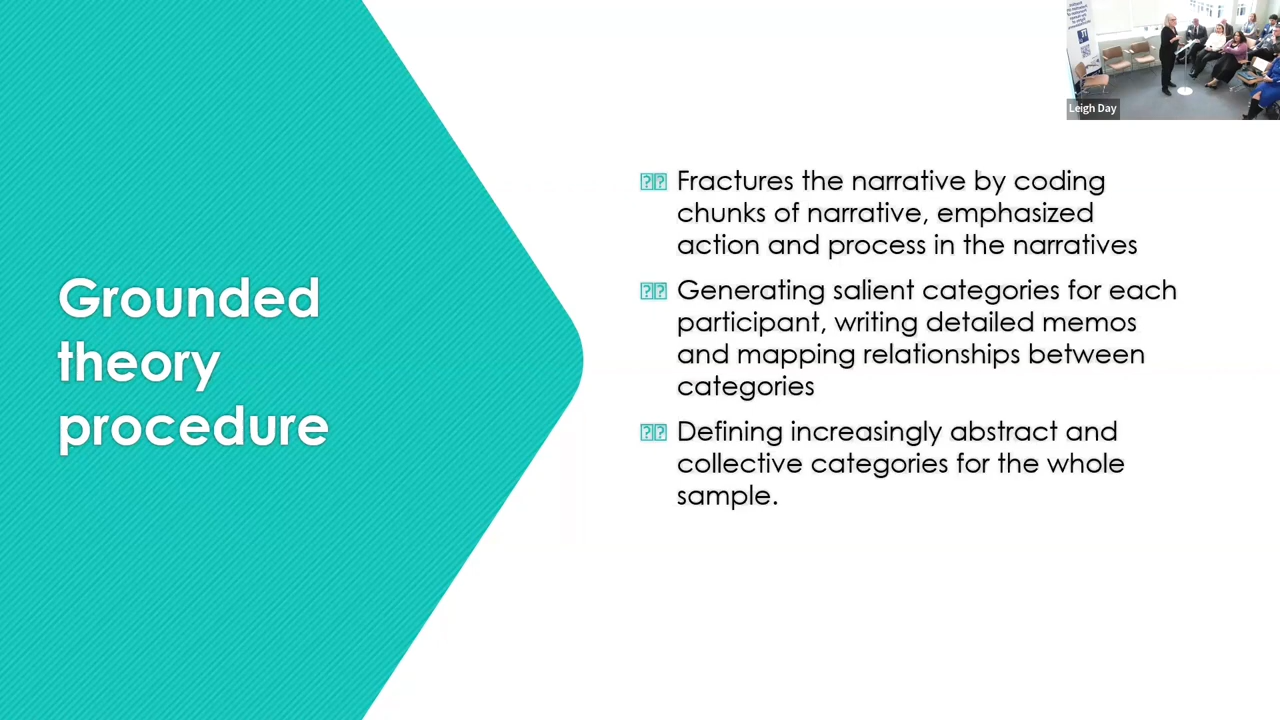 Leigh Day
Grounded
theory
procedure
Fractures the narrative by coding
chunks of narrative, emphasized
action and process in the narratives
Generating salient categories for each
participant, writing detailed memos
and mapping relationships between
categories
Defining increasingly abstract and
collective categories for the whole
sample.